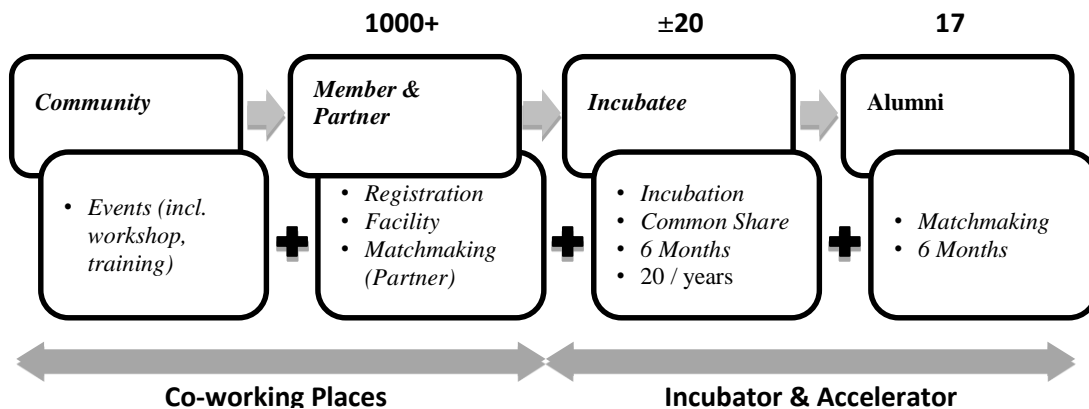 1000+
±20
17
Community
Member &
Partner
Incubatee
Alumni
• Events (incl.
workshop,
training)
• Registration
• Facility
• Matchmaking
(Partner)
• Incubation
• Common Share
• 6 Months
• 20 / years
• Matchmaking
• 6 Months
Co-working Places
Incubator & Accelerator